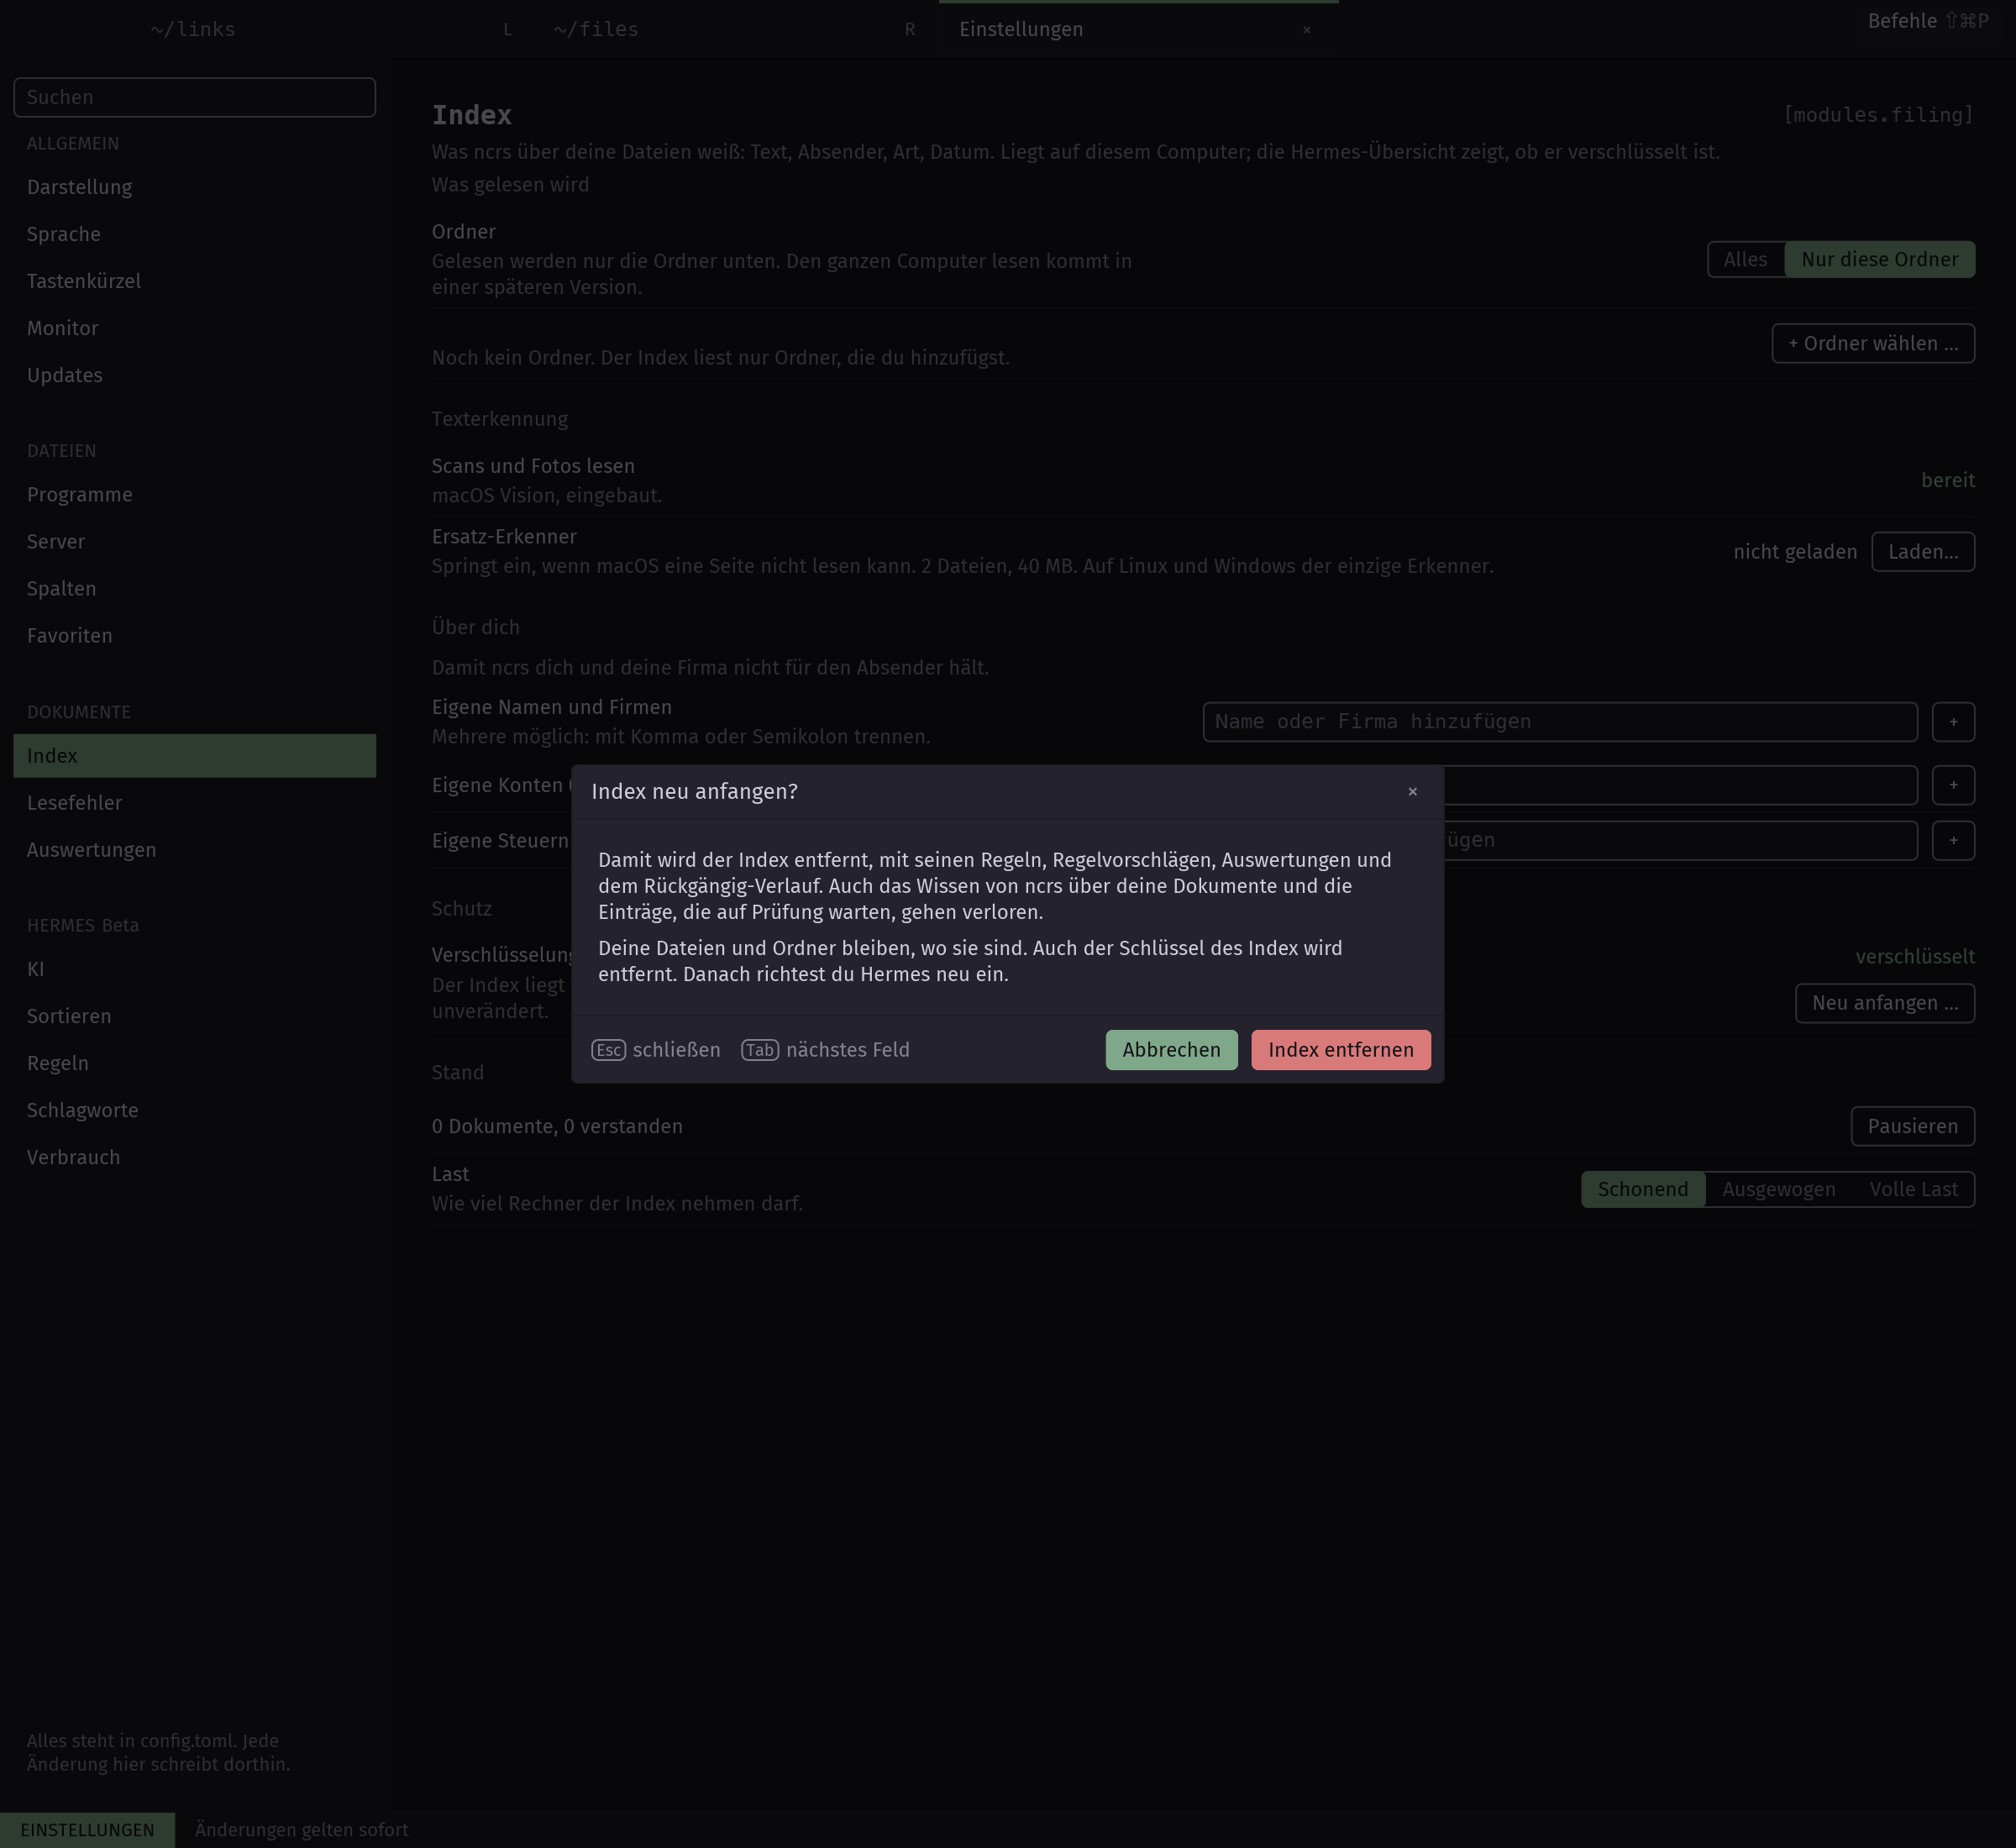 ~/links L ~/files R Einstellungen × Befehle ⇧⌘P
Suchen
ALLGEMEIN
Darstellung
Sprache
Tastenkürzel
Monitor
Updates
DATEIEN
Programme
Server
Spalten
Favoriten
DOKUMENTE
Index
Lesefehler
Auswertungen
HERMES Beta
KI
Sortieren
Regeln
Schlagworte
Verbrauch
Alles steht in config.toml. Jede
Änderung hier schreibt dorthin.
Index [modules.filing]
Was ncrs über deine Dateien weiß: Text, Absender, Art, Datum. Liegt auf diesem Computer; die Hermes-Übersicht zeigt, ob er verschlüsselt ist.
Was gelesen wird
Ordner
Gelesen werden nur die Ordner unten. Den ganzen Computer lesen kommt in
einer späteren Version.
Alles Nur diese Ordner
Noch kein Ordner. Der Index liest nur Ordner, die du hinzufügst.
+ Ordner wählen ...
Texterkennung
Scans und Fotos lesen
macOS Vision, eingebaut.
bereit
Ersatz-Erkenner
Springt ein, wenn macOS eine Seite nicht lesen kann. 2 Dateien, 40 MB. Auf Linux und Windows der einzige Erkenner.
nicht geladen Laden...
Über dich
Damit ncrs dich und deine Firma nicht für den Absender hält.
Eigene Namen und Firmen
Mehrere möglich: mit Komma oder Semikolon trennen.
Name oder Firma hinzufügen +
Eigene Konten +
Eigene Steuern ügen +
Schutz
Verschlüsselung
Der Index liegt
unverändert.
verschlüsselt
Neu anfangen ...
Index neu anfangen? ×
Damit wird der Index entfernt, mit seinen Regeln, Regelvorschlägen, Auswertungen und
dem Rückgängig-Verlauf. Auch das Wissen von ncrs über deine Dokumente und die
Einträge, die auf Prüfung warten, gehen verloren.
Deine Dateien und Ordner bleiben, wo sie sind. Auch der Schlüssel des Index wird
entfernt. Danach richtest du Hermes neu ein.
Esc schließen Tab nächstes Feld Abbrechen Index entfernen
Stand
0 Dokumente, 0 verstanden Pausieren
Last
Wie viel Rechner der Index nehmen darf.
Schonend Ausgewogen Volle Last
EINSTELLUNGEN Änderungen gelten sofort